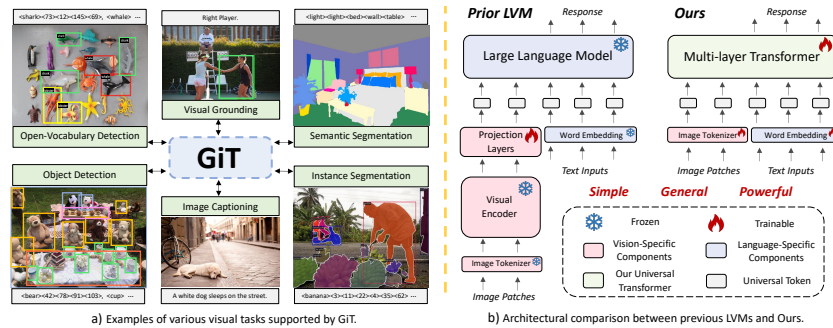 <shark><73><12><145><69>, <whale> ...
Right Player.
<light><light><bed><wall><table> ...
Open-Vocabulary Detection
Visual Grounding
Semantic Segmentation
GiT
Object Detection
Image Captioning
Instance Segmentation
<bear><42><78><91><103>, <cup> ...
A white dog sleeps on the street.
<banana><3><11><22><4><35><62> ...
a) Examples of various visual tasks supported by GiT.
Prior LVM
Response
Large Language Model
Projection
Layers
Word Embedding
Text Inputs
Visual
Encoder
Image Tokenizer
Image Patches
Ours
Response
Multi-layer Transformer
Image Tokenizer
Word Embedding
Image Patches
Text Inputs
Simple General Powerful
Frozen
Trainable
Vision-Specific
Components
Language-Specific
Components
Our Universal
Transformer
Universal Token
b) Architectural comparison between previous LVMs and Ours.